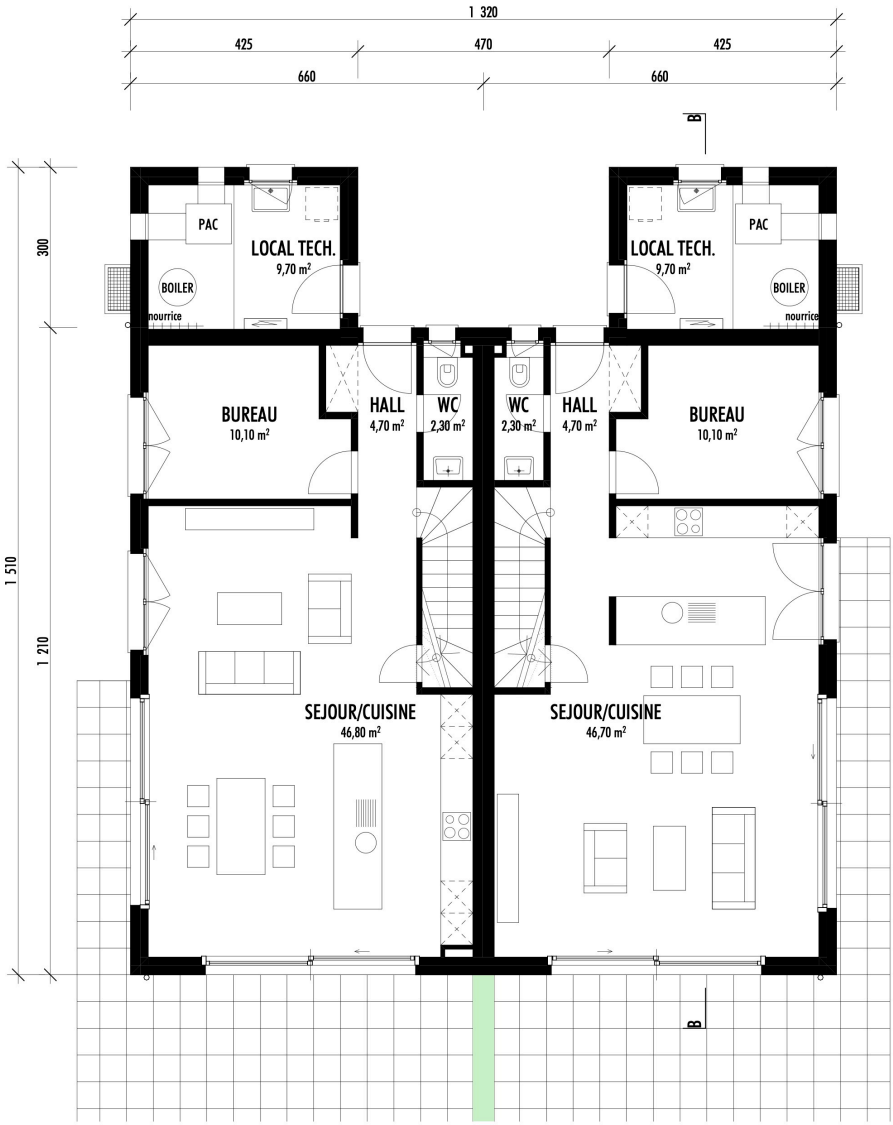 1 320
425
470
425
660
660
B
PAC
LOCAL TECH.
9,70 m²
BOILER
nourrice
LOCAL TECH.
9,70 m²
PAC
BOILER
nourrice
300
1 510
1 210
BUREAU
10,10 m²
HALL
4,70 m²
WC
2,30 m²
WC
2,30 m²
HALL
4,70 m²
BUREAU
10,10 m²
SEJOUR/CUISINE
46,80 m²
SEJOUR/CUISINE
46,70 m²
B